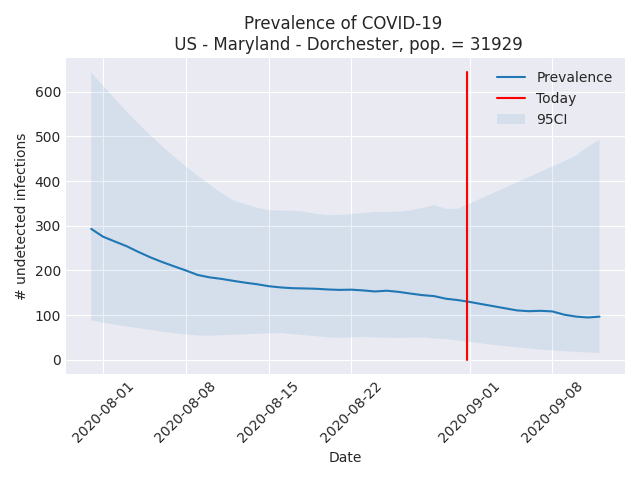 Prevalence of COVID-19
US - Maryland - Dorchester, pop. = 31929
Prevalence
Today
95CI
# undetected infections
600
500
400
300
200
100
0
2020-08-01
2020-08-08
2020-08-15
2020-08-22
2020-09-01
2020-09-08
Date